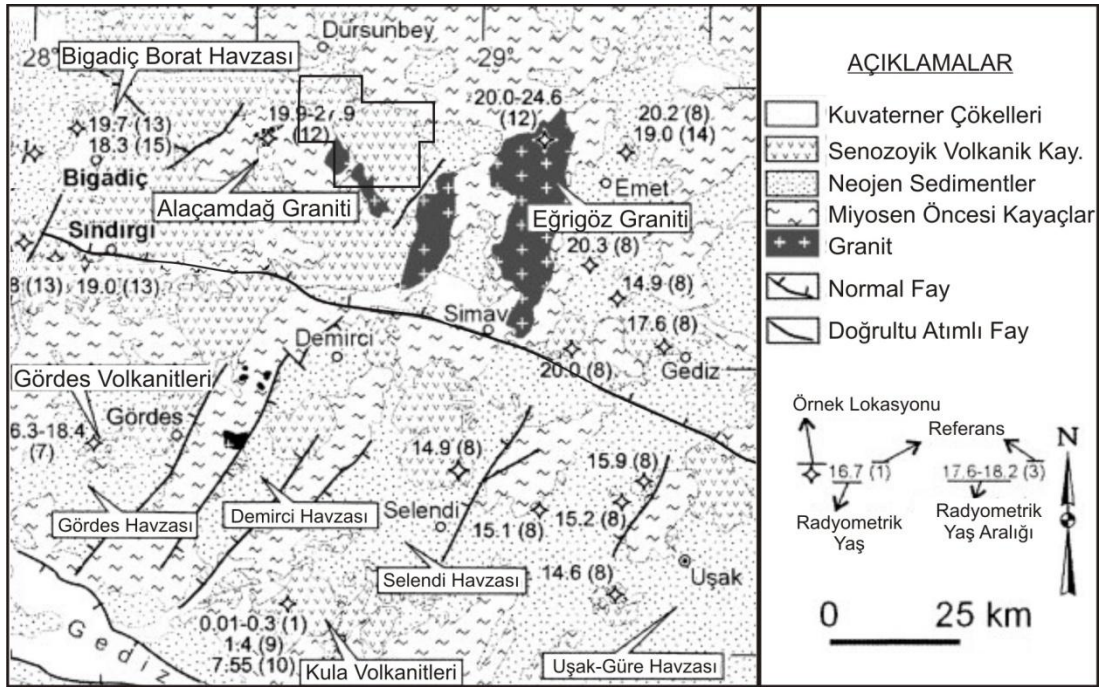 Dursunbey
28°
29°
Bigadiç Borat Havzası
19.7 (13)
18.3 (15)
(12)
20.0-24.6
(12)
20.2 (8)
19.0 (14)
Bigadiç
Emet
Alaçamdağ Graniti
Eğrigöz Graniti
Sındırgı
20.3 (8)
8 (13)
19.0 (13)
14.9 (8)
Simav
17.6 (8)
Demirci
20.0 (8)
Gediz
Gördes Volkanitleri
Gördes
6.3-18.4
(7)
14.9 (8)
15.9 (8)
Gördes Havzası
Demirci Havzası
Selendi
15.1 (8)
15.2 (8)
Selendi Havzası
14.6 (8)
Uşak
0.01-0.3 (1)
1.4 (9)
7.55 (10)
Gediz
Kula Volkanitleri
Uşak-Güre Havzası
AÇIKLAMALAR
Kuvaterner Çökelleri
Senozoyik Volkanik Kay.
Neojen Sedimentler
Miyosen Öncesi Kayaçlar
Granit
Normal Fay
Doğrultu Atımlı Fay
Örnek Lokasyonu
Referans
N
16.7 (1)
17.6-18.2 (3)
Radyometrik
Yaş
Radyometrik
Yaş Aralığı
0 25 km